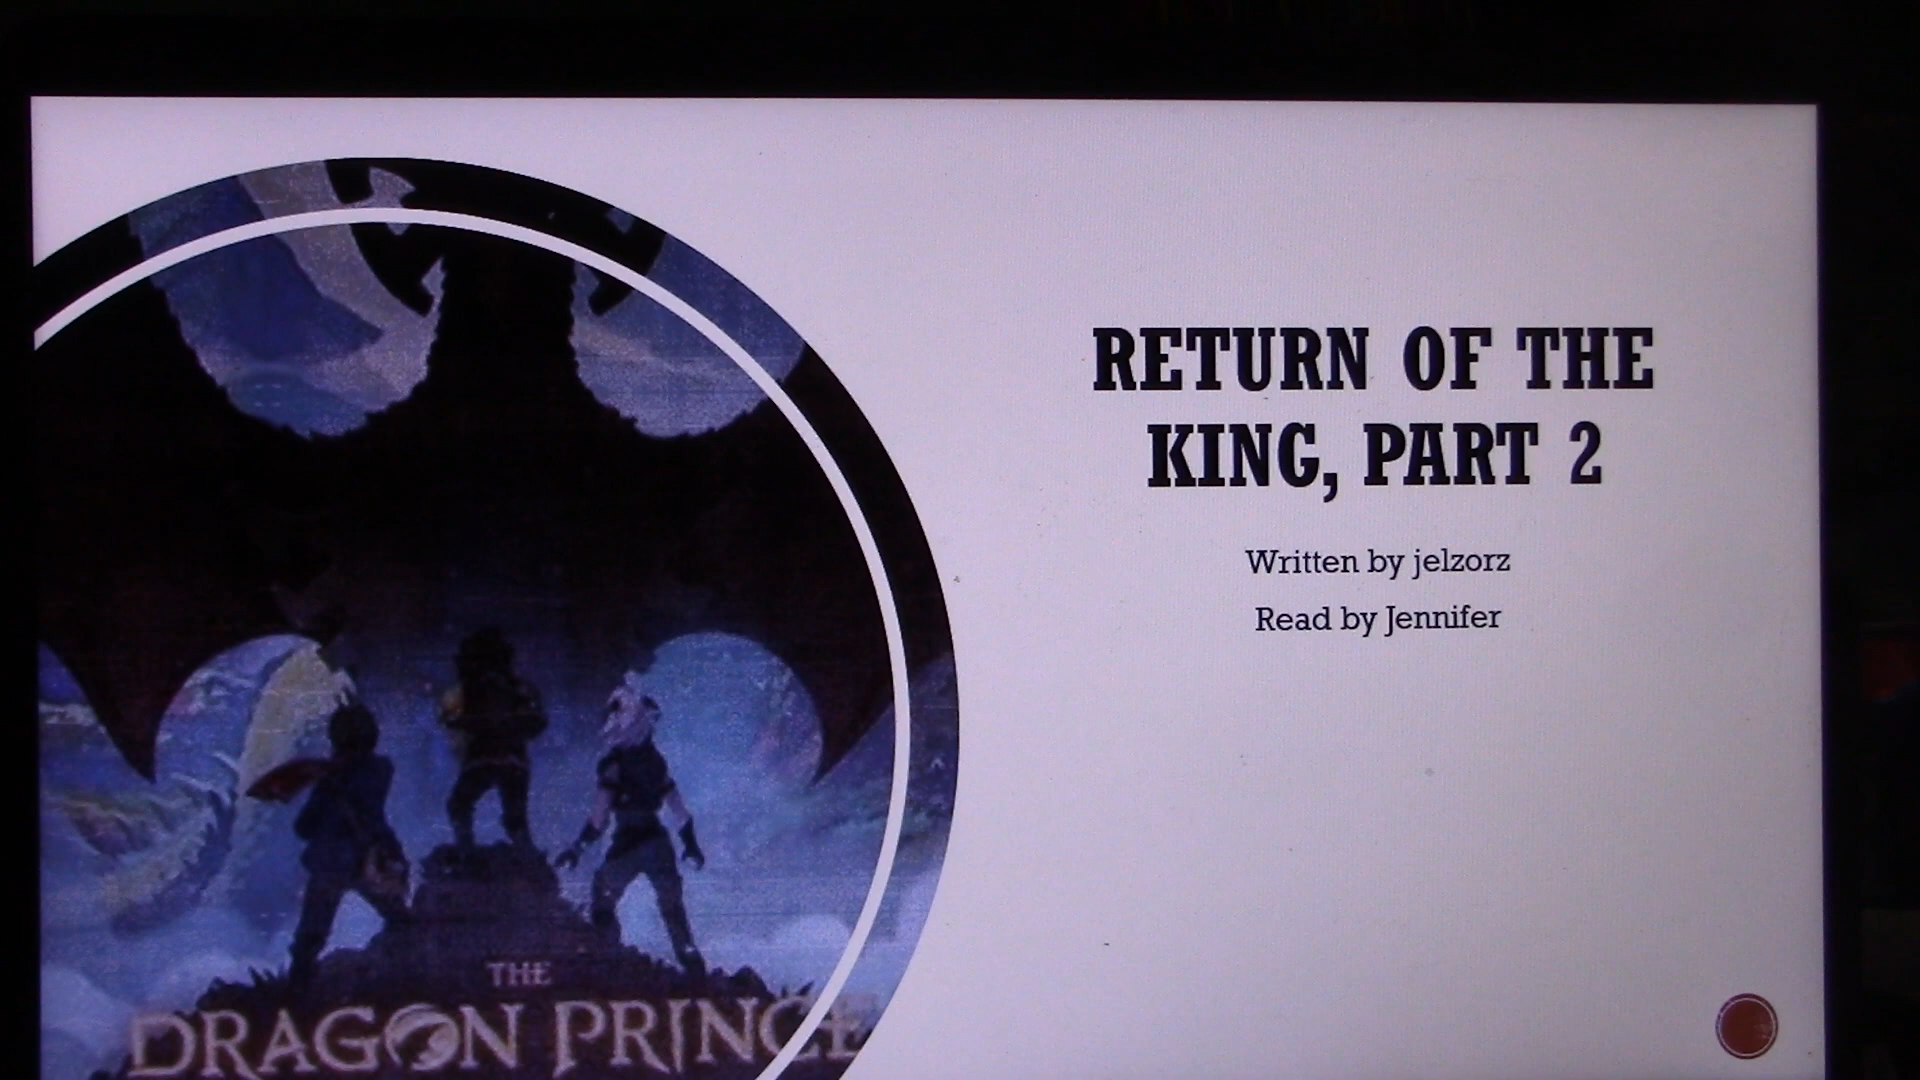 RETURN OF THE
KING, PART 2
Written by jelzorz
Read by Jennifer
THE
DRAGON PRINCE